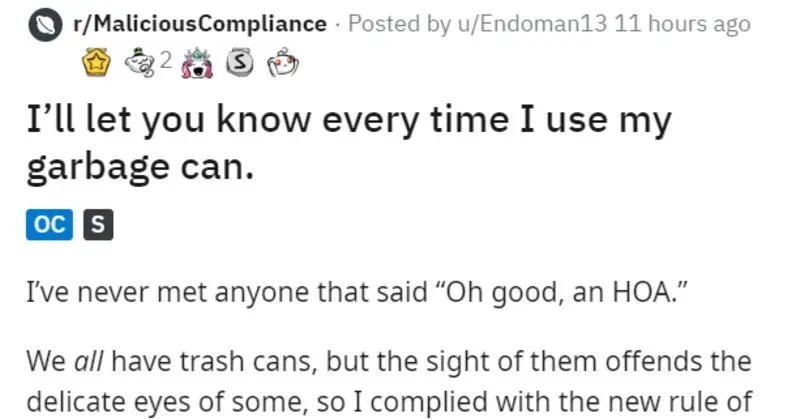 r/MaliciousCompliance · Posted by u/Endoman13 11 hours ago
S 2
I’ll let you know every time I use my
garbage can.
OC S
I’ve never met anyone that said “Oh good, an HOA.”
We all have trash cans, but the sight of them offends the
delicate eyes of some, so I complied with the new rule of